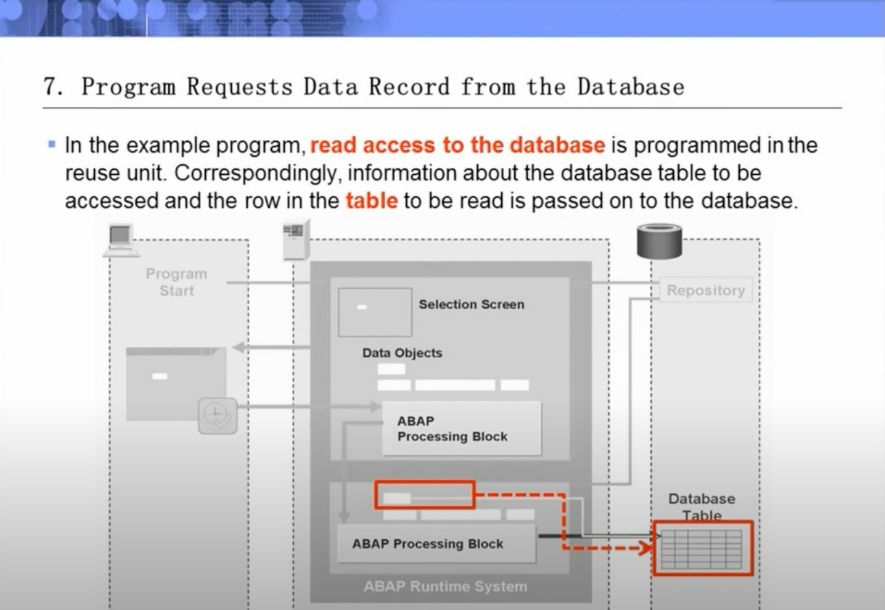 7. Program Requests Data Record from the Database
In the example program, read access to the database is programmed in the
reuse unit. Correspondingly, information about the database table to be
accessed and the row in the table to be read is passed on to the database.
Program
Start
Selection Screen
Repository
Data Objects
ABAP
Processing Block
Database
Table
ABAP Processing Block
ABAP Runtime System